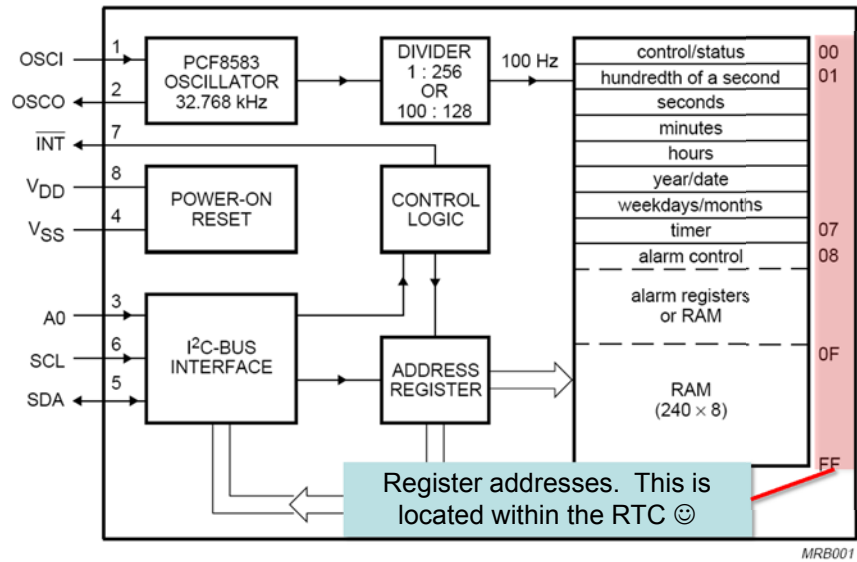 OSCI
1
OSCO
2
PCF8583
OSCILLATOR
32.768 kHz
DIVIDER
1 : 256
OR
100 : 128
100 Hz
INT
7
VDD
8
VSS
4
POWER-ON
RESET
CONTROL
LOGIC
A0
3
SCL
6
SDA
5
I²C-BUS
INTERFACE
ADDRESS
REGISTER
control/status
00
hundredth of a second
01
seconds
minutes
hours
year/date
weekdays/months
timer
07
alarm control
08
alarm registers
or RAM
0F
RAM
(240 × 8)
FF
Register addresses. This is
located within the RTC ☺
MRB001